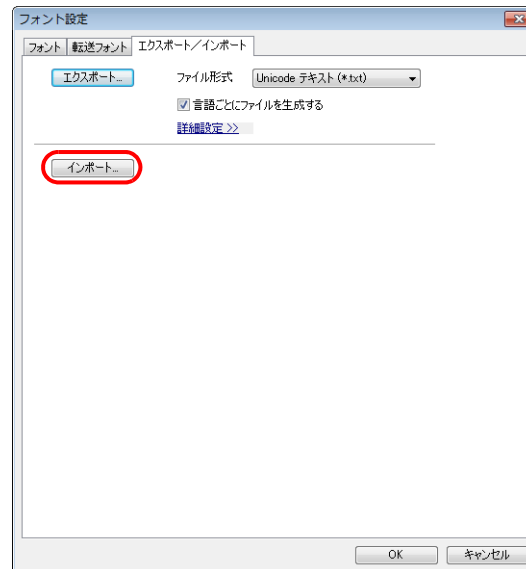 フォント設定
フォント 転送フォント エクスポート／インポート
エクスポート... ファイル形式 Unicode テキスト (*.txt)
言語ごとにファイルを生成する
詳細設定 >>
インポート...
OK キャンセル